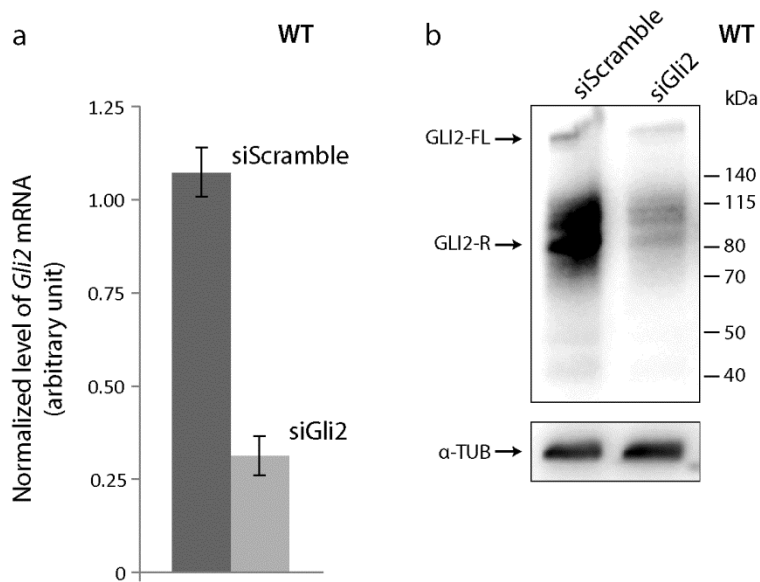 a
WT
Normalized level of Gli2 mRNA
(arbitrary unit)
1.25
1.00
0.75
0.50
0.25
0
siScramble
siGli2
b
WT
siScramble
siGli2
kDa
GLI2-FL
GLI2-R
140
115
80
70
50
40
α-TUB